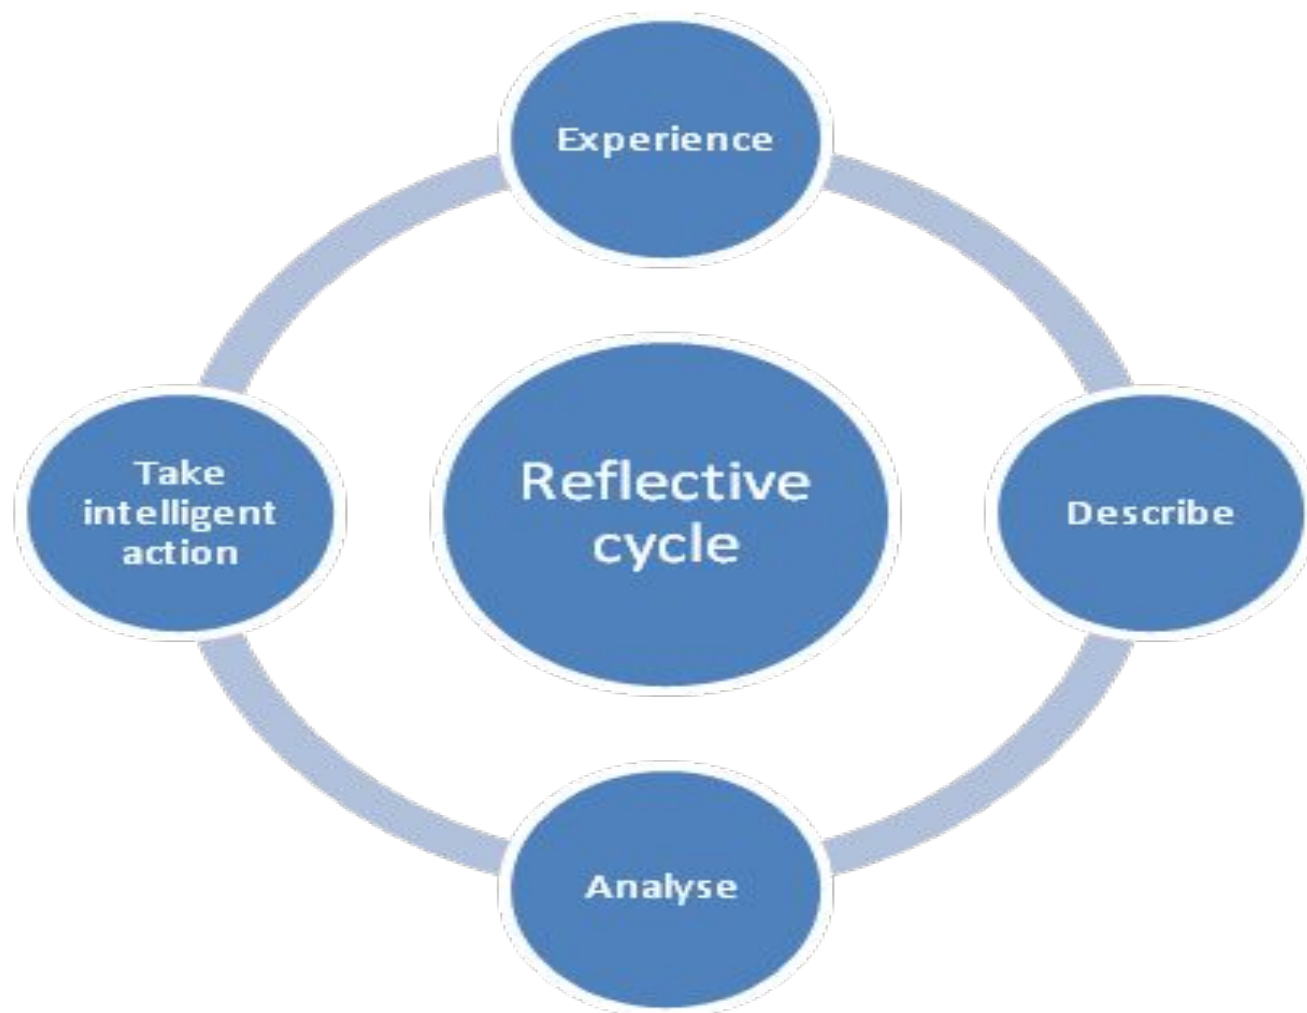 Experience
Reflective
cycle
Take
intelligent
action
Describe
Analyse